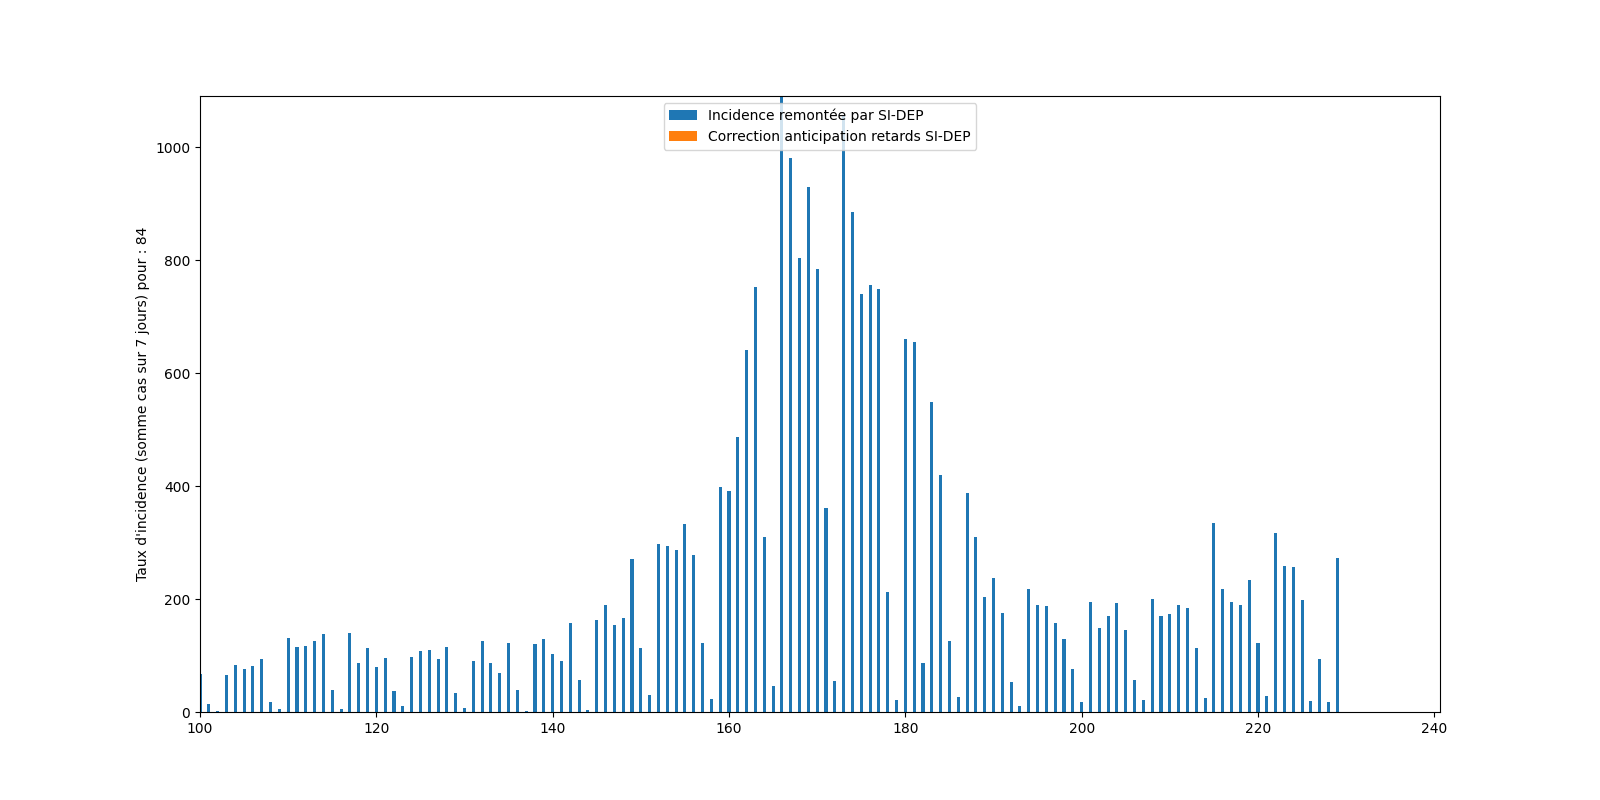 Incidence remontée par SI-DEP
Correction anticipation retards SI-DEP
Taux d'incidence (somme cas sur 7 jours) pour : 84
1000
800
600
400
200
0
100 120 140 160 180 200 220 240